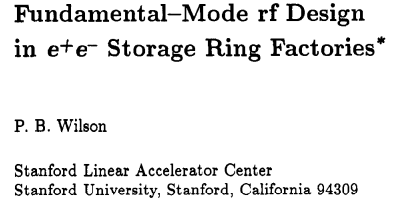 Fundamental–Mode rf Design
in e+e− Storage Ring Factories*
P. B. Wilson
Stanford Linear Accelerator Center
Stanford University, Stanford, California 94309